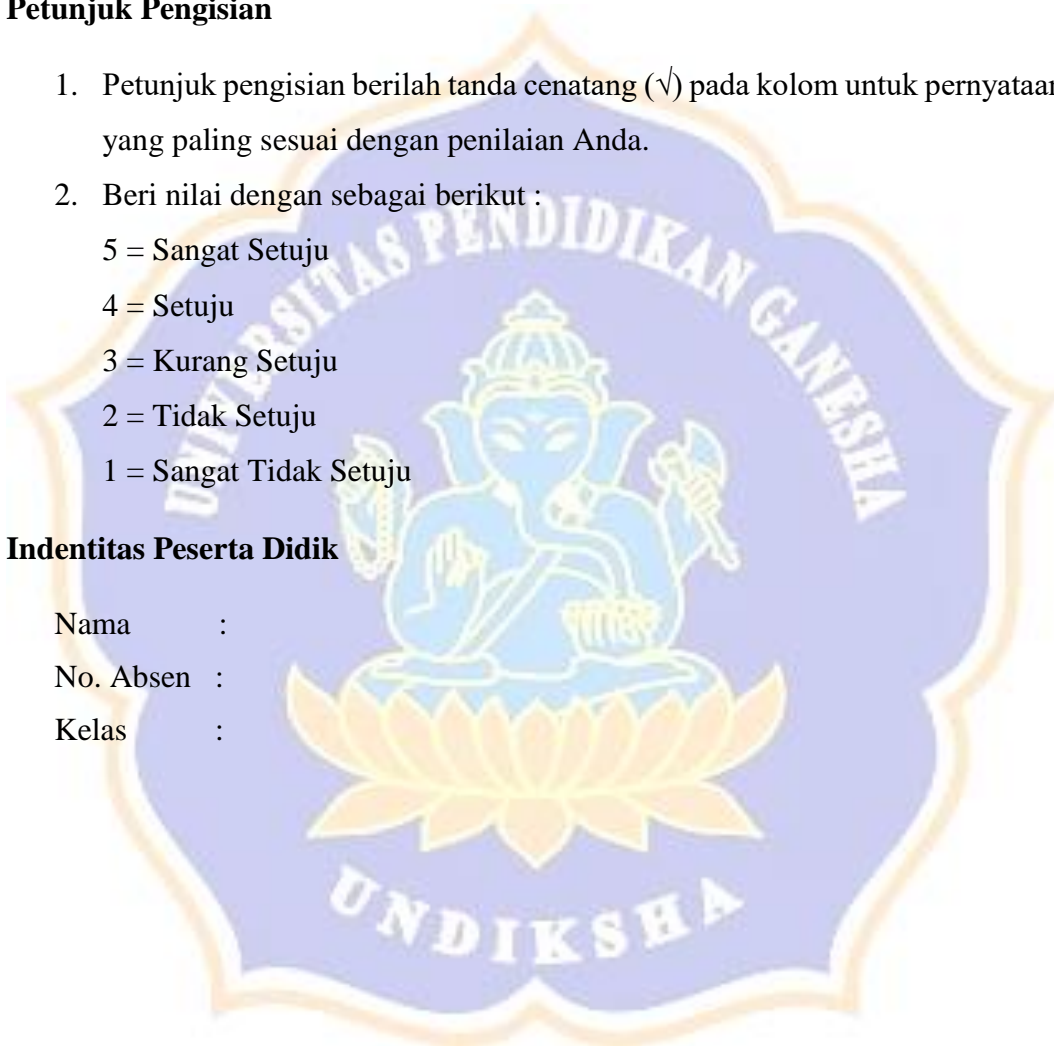 Petunjuk Pengisian
1. Petunjuk pengisian berilah tanda cenatang (√) pada kolom untuk pernyataan
yang paling sesuai dengan penilaian Anda.
2. Beri nilai dengan sebagai berikut :
5 = Sangat Setuju
4 = Setuju
3 = Kurang Setuju
2 = Tidak Setuju
1 = Sangat Tidak Setuju
Indentitas Peserta Didik
Nama :
No. Absen :
Kelas :
UNIVERSITAS PENDIDIKAN GANESHA
UNDIKSHA